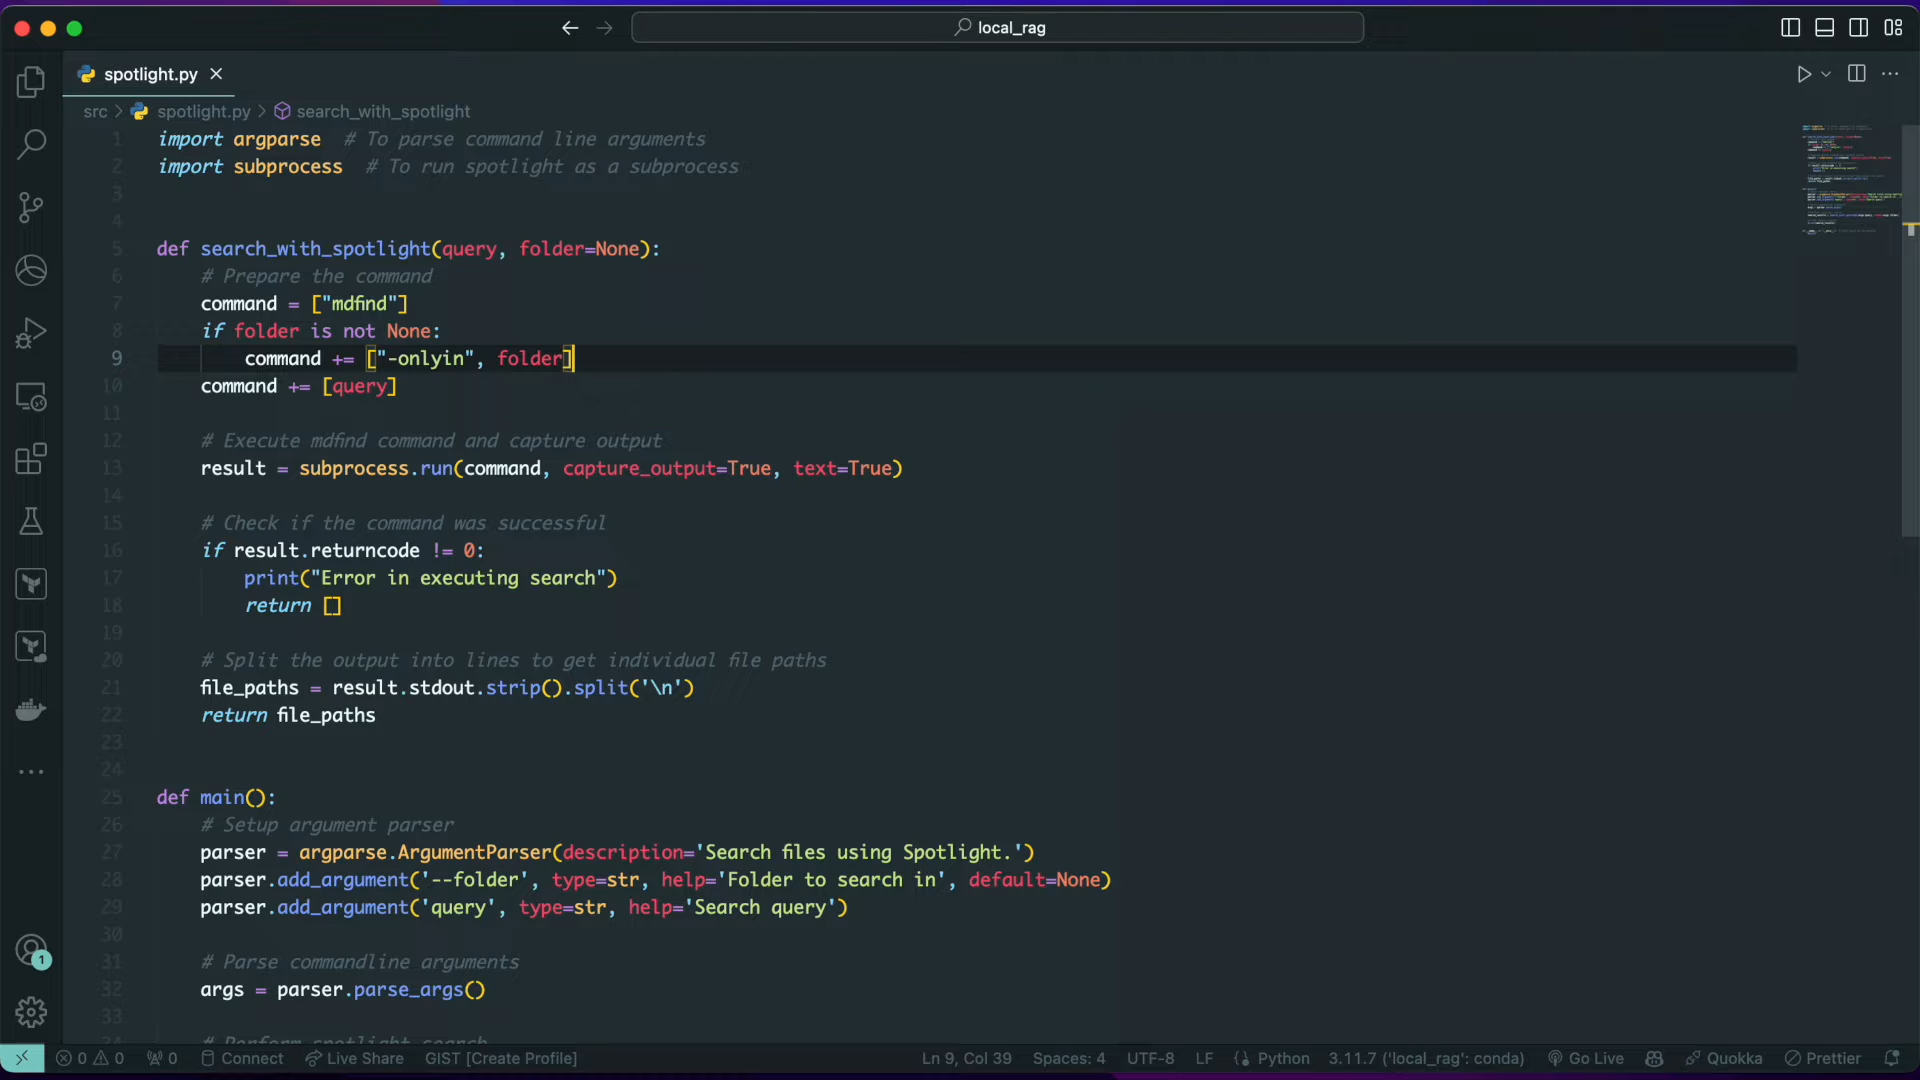 local_rag
spotlight.py
src > spotlight.py > search_with_spotlight
1 import argparse # To parse command line arguments
2 import subprocess # To run spotlight as a subprocess
3
4
5 def search_with_spotlight(query, folder=None):
6 # Prepare the command
7 command = ["mdfind"]
8 if folder is not None:
9 command += ["-onlyin", folder]
10 command += [query]
11
12 # Execute mdfind command and capture output
13 result = subprocess.run(command, capture_output=True, text=True)
14
15 # Check if the command was successful
16 if result.returncode != 0:
17 print("Error in executing search")
18 return []
19
20 # Split the output into lines to get individual file paths
21 file_paths = result.stdout.strip().split('\n')
22 return file_paths
23
24
25 def main():
26 # Setup argument parser
27 parser = argparse.ArgumentParser(description='Search files using Spotlight.')
28 parser.add_argument('--folder', type=str, help='Folder to search in', default=None)
29 parser.add_argument('query', type=str, help='Search query')
30
31 # Parse commandline arguments
32 args = parser.parse_args()
33
34 # Perform spotlight search
1
0 0 0 Connect Live Share GIST [Create Profile] Ln 9, Col 39 Spaces: 4 UTF-8 LF Python 3.11.7 ('local_rag': conda) Go Live Quokka Prettier